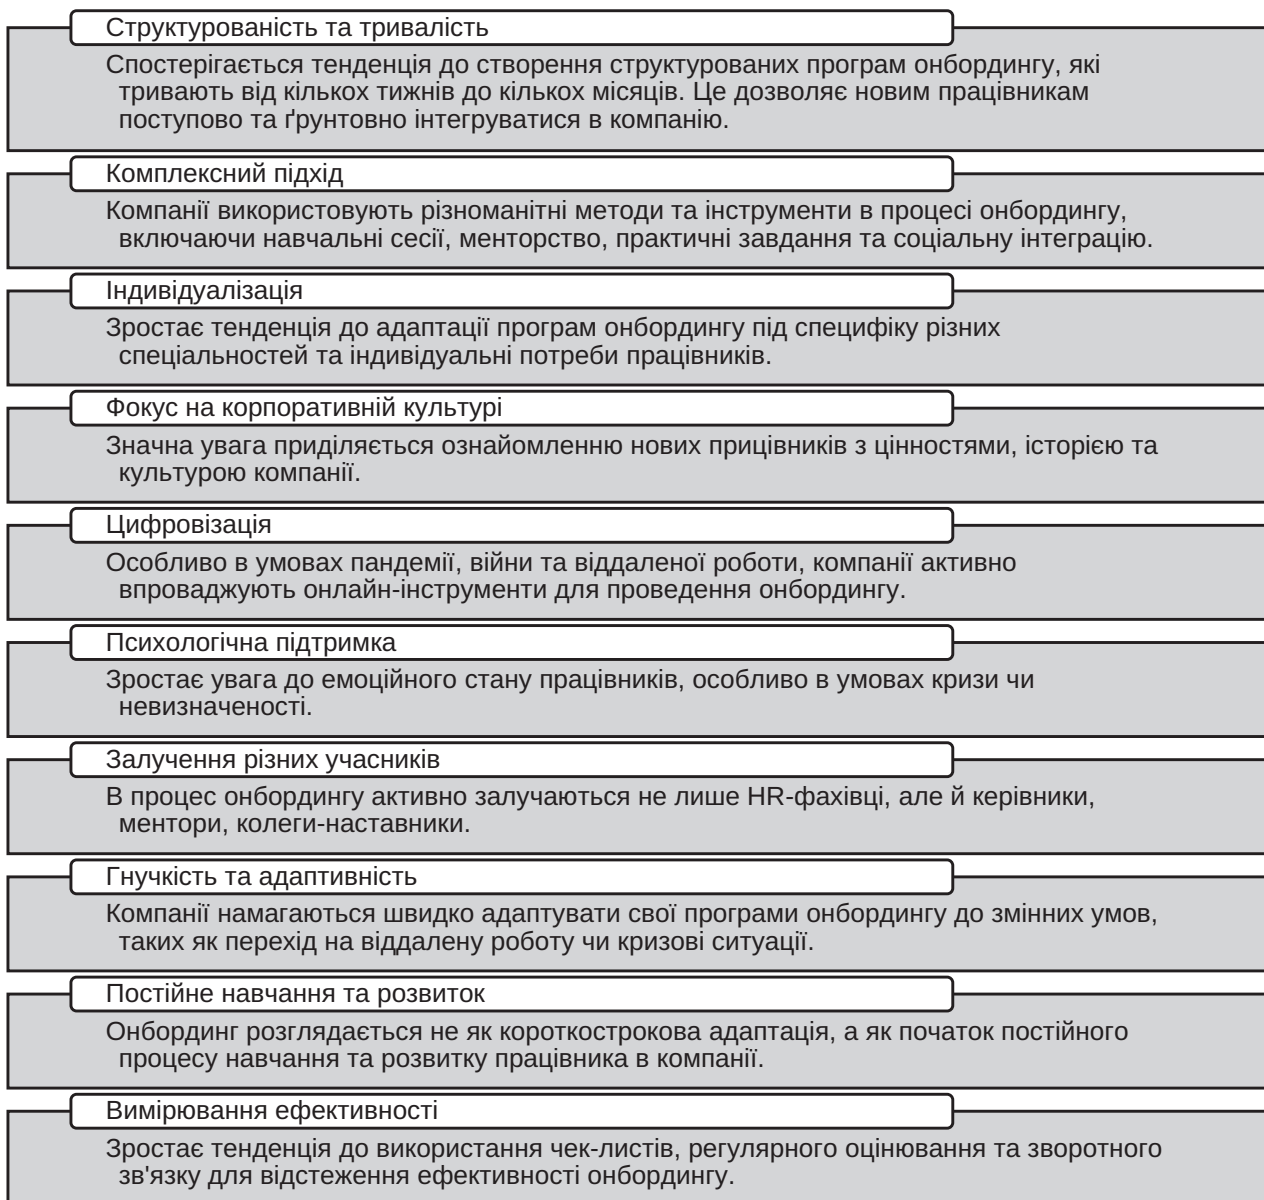 Структурованість та тривалість
Спостерігається тенденція до створення структурованих програм онбордингу, які
тривають від кількох тижнів до кількох місяців. Це дозволяє новим працівникам
поступово та ґрунтовно інтегруватися в компанію.
Комплексний підхід
Компанії використовують різноманітні методи та інструменти в процесі онбордингу,
включаючи навчальні сесії, менторство, практичні завдання та соціальну інтеграцію.
Індивідуалізація
Зростає тенденція до адаптації програм онбордингу під специфіку різних
спеціальностей та індивідуальні потреби працівників.
Фокус на корпоративній культурі
Значна увага приділяється ознайомленню нових прицівників з цінностями, історією та
культурою компанії.
Цифровізація
Особливо в умовах пандемії, війни та віддаленої роботи, компанії активно
впроваджують онлайн-інструменти для проведення онбордингу.
Психологічна підтримка
Зростає увага до емоційного стану працівників, особливо в умовах кризи чи
невизначеності.
Залучення різних учасників
В процес онбордингу активно залучаються не лише HR-фахівці, але й керівники,
ментори, колеги-наставники.
Гнучкість та адаптивність
Компанії намагаються швидко адаптувати свої програми онбордингу до змінних умов,
таких як перехід на віддалену роботу чи кризові ситуації.
Постійне навчання та розвиток
Онбординг розглядається не як короткострокова адаптація, а як початок постійного
процесу навчання та розвитку працівника в компанії.
Вимірювання ефективності
Зростає тенденція до використання чек-листів, регулярного оцінювання та зворотного
зв'язку для відстеження ефективності онбордингу.